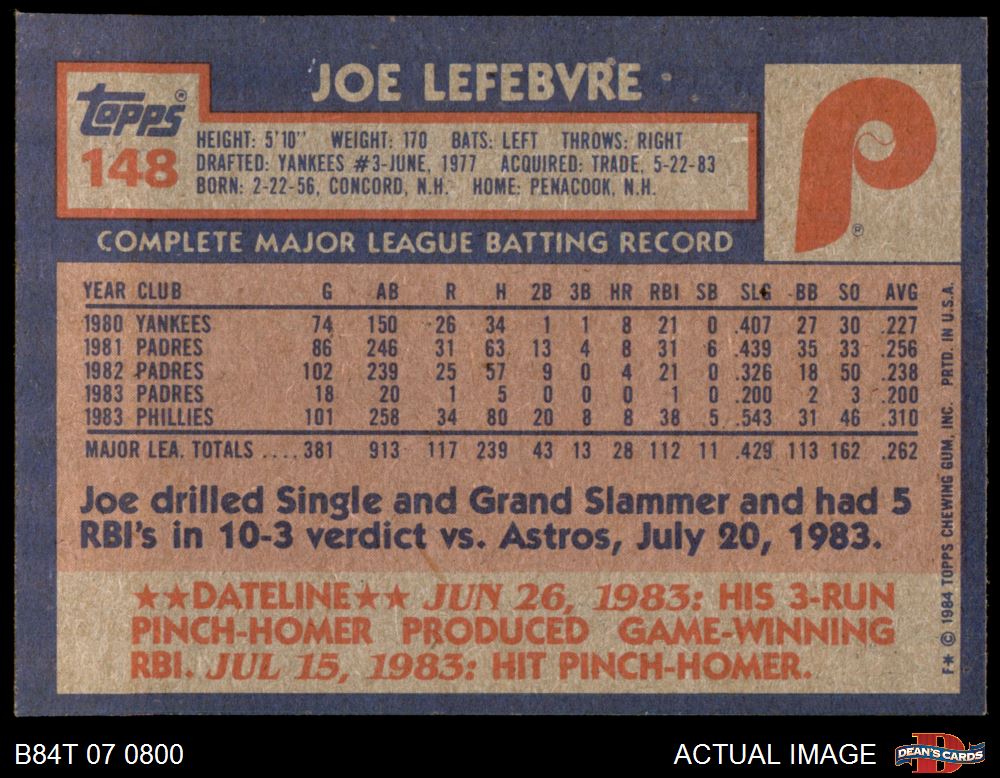 JOE LEFEBVRE
Topps®
148
HEIGHT: 5'10" WEIGHT: 170 BATS: LEFT THROWS: RIGHT
DRAFTED: YANKEES #3-JUNE, 1977 ACQUIRED: TRADE, 5-22-83
BORN: 2-22-56, CONCORD, N.H. HOME: PENACOOK, N.H.
P
®
COMPLETE MAJOR LEAGUE BATTING RECORD
YEAR CLUB G AB R H 2B 3B HR RBI SB SLG BB SO AVG
1980 YANKEES 74 150 26 34 1 1 8 21 0 .407 27 30 .227
1981 PADRES 86 246 31 63 13 4 8 31 6 .439 35 33 .256
1982 PADRES 102 239 25 57 9 0 4 21 0 .326 18 50 .238
1983 PADRES 18 20 1 5 0 0 0 1 0 .200 2 3 .200
1983 PHILLIES 101 258 34 80 20 8 8 38 5 .543 31 46 .310
MAJOR LEA. TOTALS .... 381 913 117 239 43 13 28 112 11 .429 113 162 .262
Joe drilled Single and Grand Slammer and had 5
RBI's in 10-3 verdict vs. Astros, July 20, 1983.
★★DATELINE★★ JUN 26, 1983: HIS 3-RUN
PINCH-HOMER PRODUCED GAME-WINNING
RBI. JUL 15, 1983: HIT PINCH-HOMER.
F* © 1984 TOPPS CHEWING GUM, INC. PRTD. IN U.S.A.
B84T 07 0800
ACTUAL IMAGE
DEAN'S CARDS